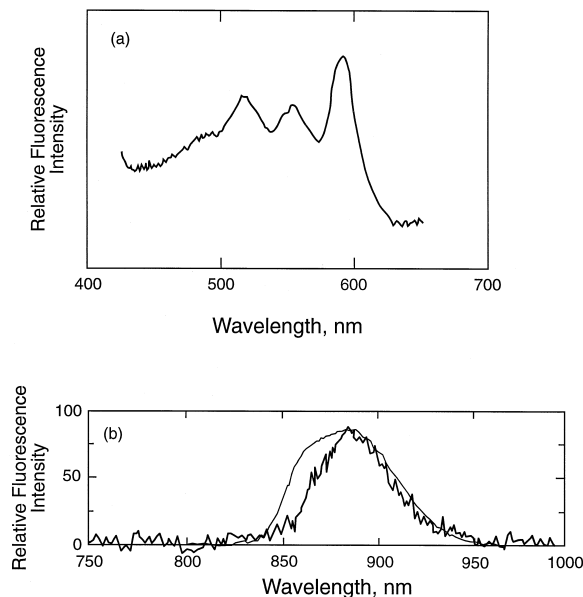 (a)
Relative Fluorescence
Intensity
400 500 600 700
Wavelength, nm
(b)
Relative Fluorescence
Intensity
100
50
0
750 800 850 900 950 1000
Wavelength, nm